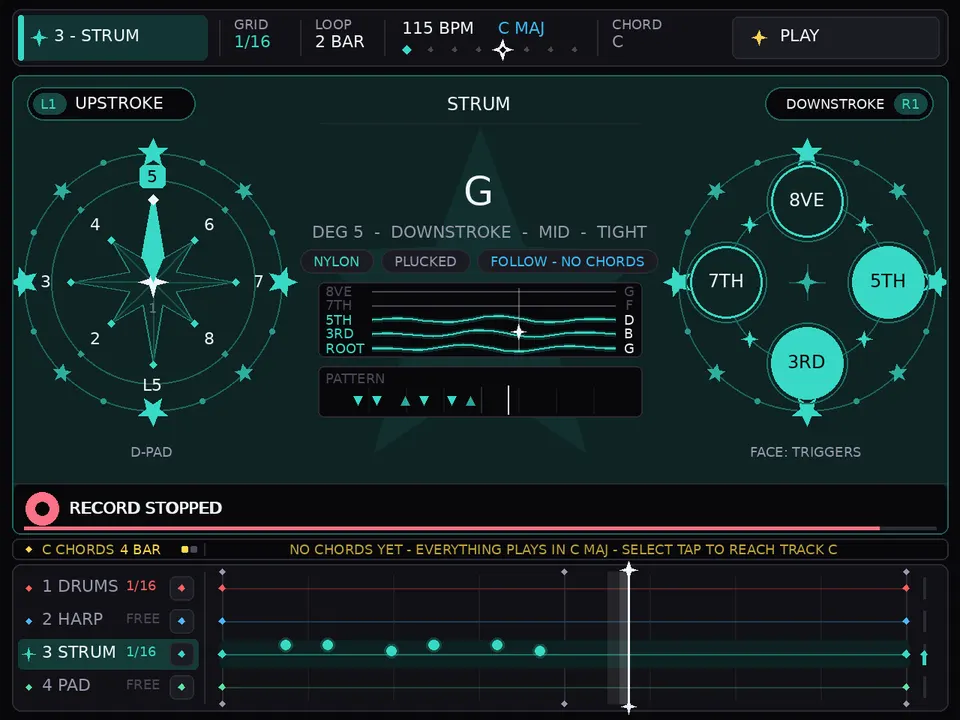 3 - STRUM
GRID
1/16
LOOP
2 BAR
115 BPM C MAJ
CHORD
C
PLAY
L1 UPSTROKE
STRUM
DOWNSTROKE R1
5
4
6
3
7
1
2
8
L5
D-PAD
G
DEG 5 - DOWNSTROKE - MID - TIGHT
NYLON PLUCKED FOLLOW - NO CHORDS
8VE G
7TH F
5TH D
3RD B
ROOT G
PATTERN
8VE
7TH
5TH
3RD
FACE: TRIGGERS
RECORD STOPPED
C CHORDS 4 BAR
NO CHORDS YET - EVERYTHING PLAYS IN C MAJ - SELECT TAP TO REACH TRACK C
1 DRUMS 1/16
2 HARP FREE
3 STRUM 1/16
4 PAD FREE